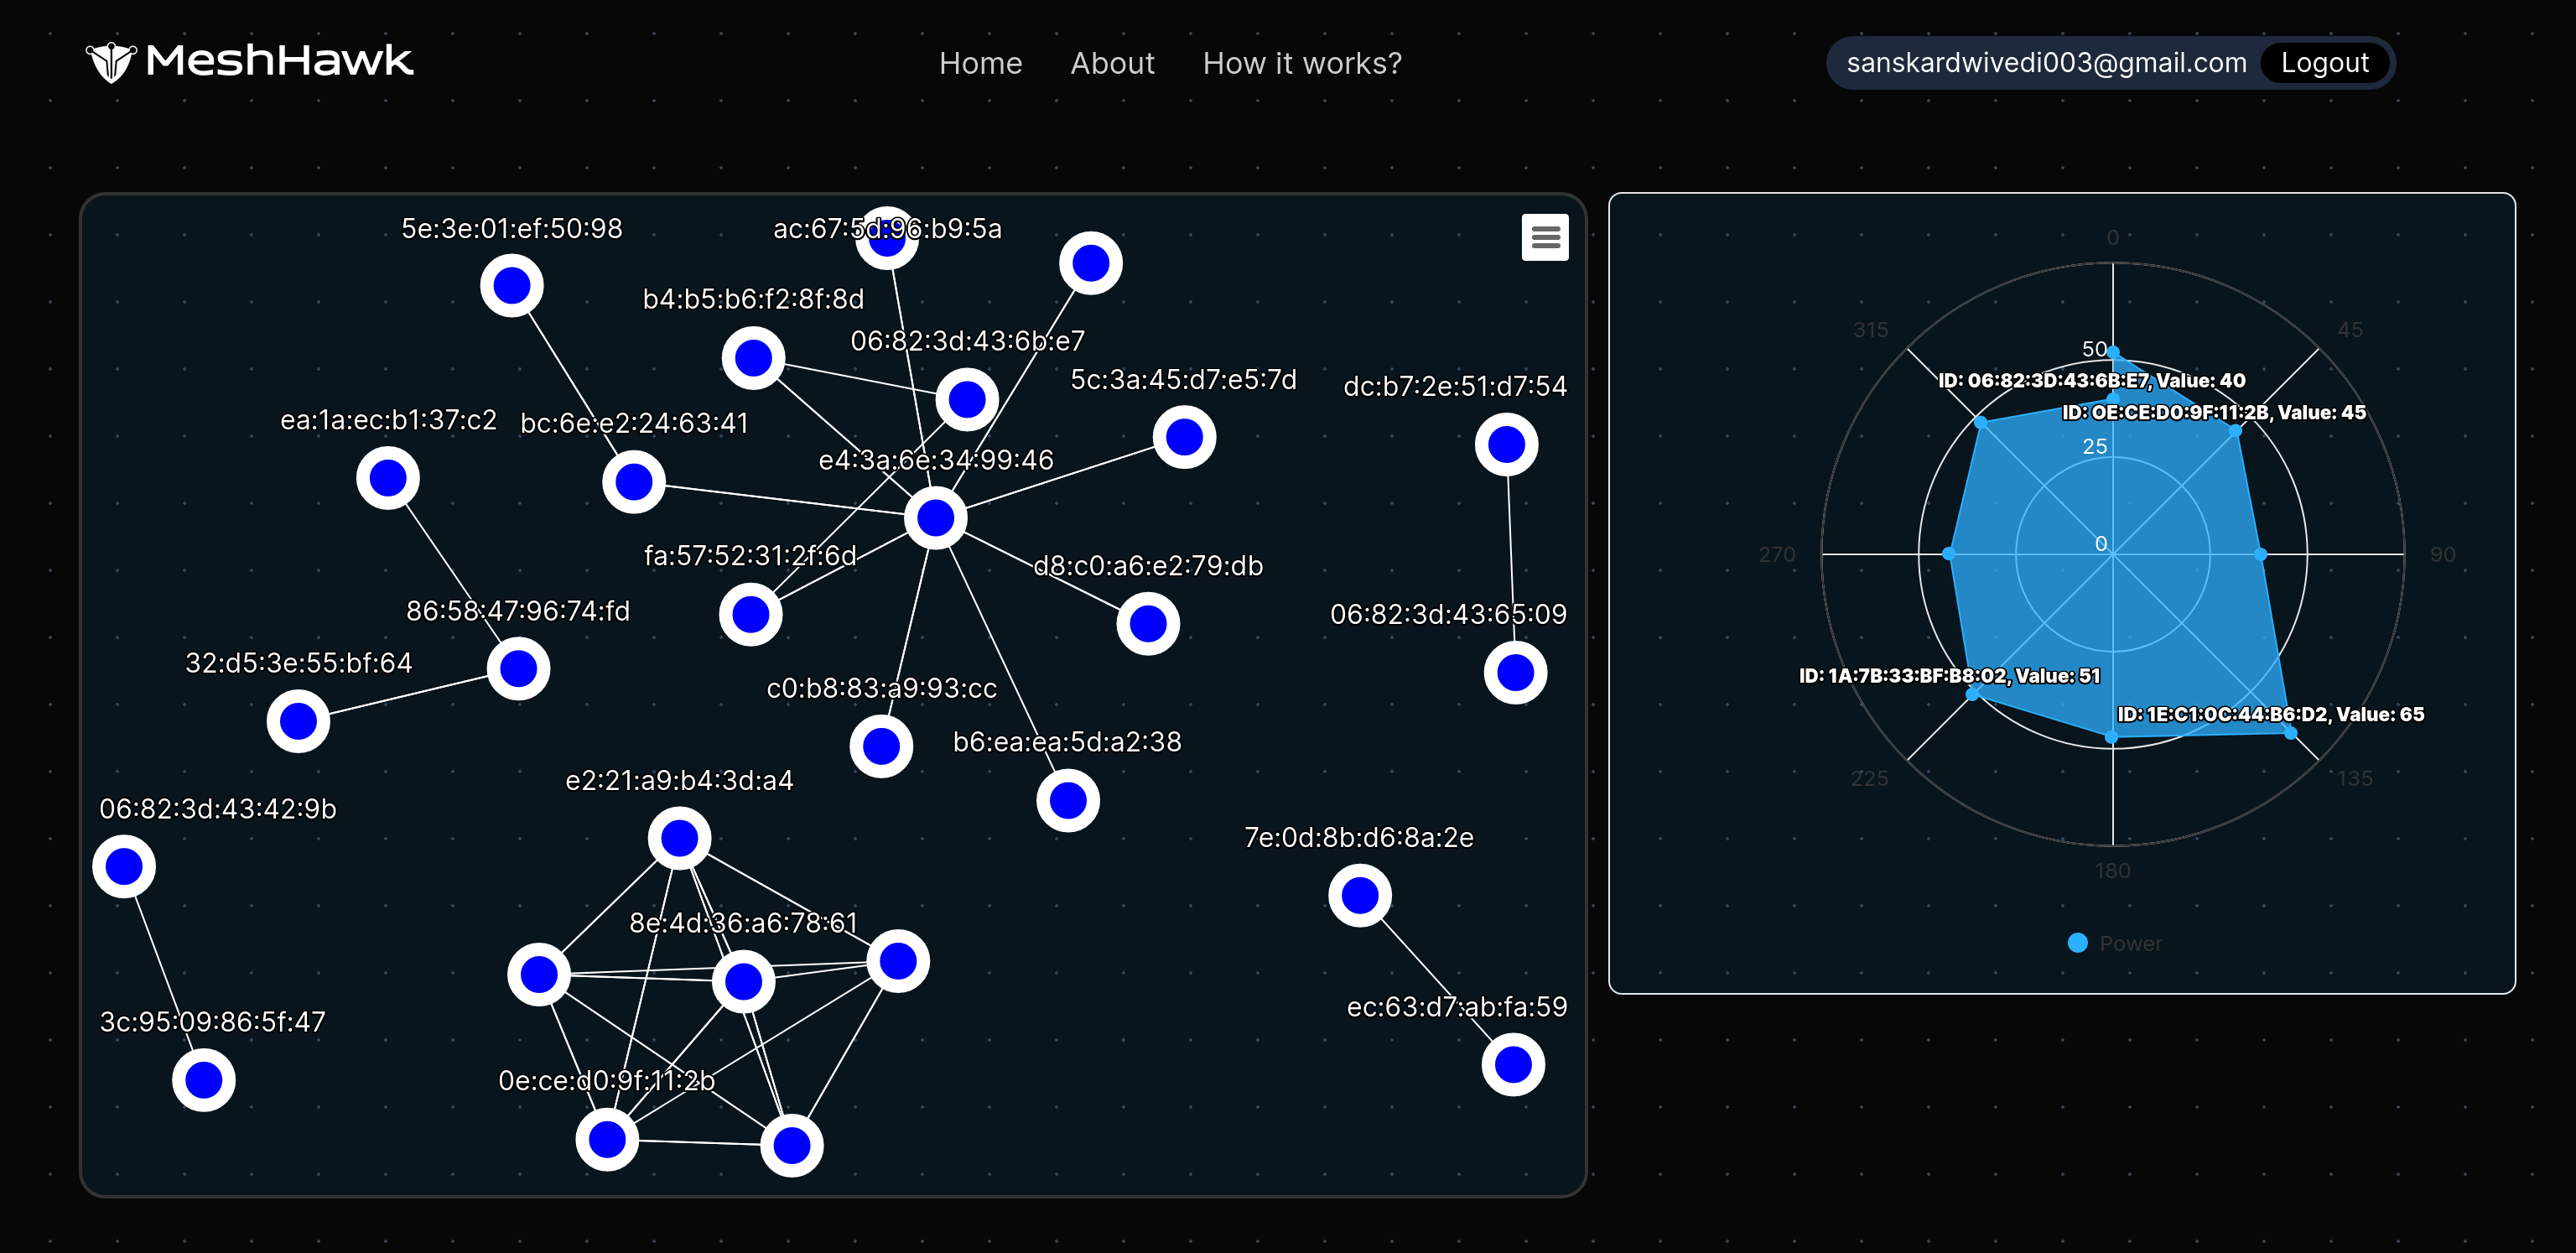 MeshHawk
Home About How it works?
sanskardwivedi003@gmail.com Logout
5e:3e:01:ef:50:98
ac:67:5d:96:b9:5a
b4:b5:b6:f2:8f:8d
06:82:3d:43:6b:e7
5c:3a:45:d7:e5:7d
dc:b7:2e:51:d7:54
ea:1a:ec:b1:37:c2
bc:6e:e2:24:63:41
e4:3a:6e:34:99:46
fa:57:52:31:2f:6d
d8:c0:a6:e2:79:db
86:58:47:96:74:fd
06:82:3d:43:65:09
32:d5:3e:55:bf:64
c0:b8:83:a9:93:cc
b6:ea:ea:5d:a2:38
e2:21:a9:b4:3d:a4
06:82:3d:43:42:9b
7e:0d:8b:d6:8a:2e
8e:4d:36:a6:78:61
ec:63:d7:ab:fa:59
3c:95:09:86:5f:47
0e:ce:d0:9f:11:2b
0
315
45
50
ID: 06:82:3D:43:6B:E7, Value: 40
ID: 0E:CE:D0:9F:11:2B, Value: 45
25
0
270
90
ID: 1A:7B:33:BF:B8:02, Value: 51
ID: 1E:C1:0C:44:B6:D2, Value: 65
225
135
180
Power